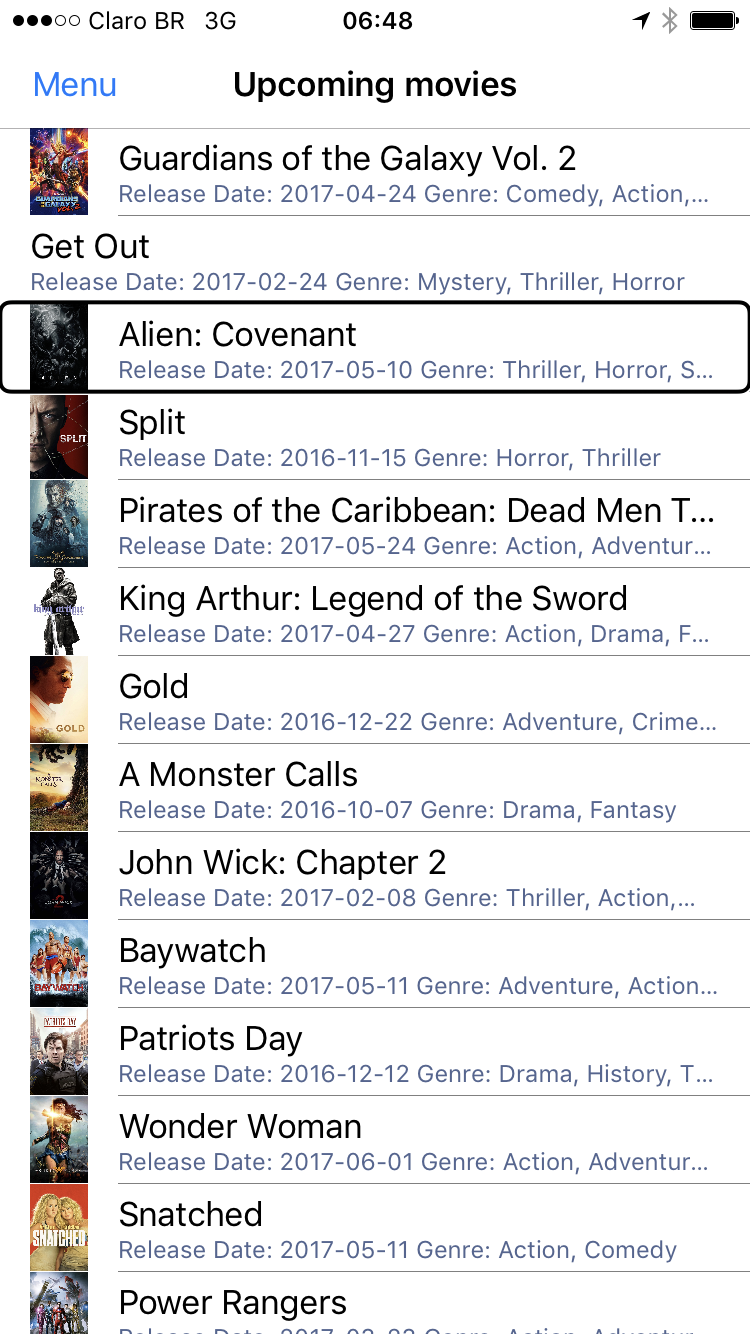 Claro BR 3G 06:48
Menu Upcoming movies
Guardians of the Galaxy Vol. 2
Release Date: 2017-04-24 Genre: Comedy, Action,...
Get Out
Release Date: 2017-02-24 Genre: Mystery, Thriller, Horror
Alien: Covenant
Release Date: 2017-05-10 Genre: Thriller, Horror, S...
SPLIT
Split
Release Date: 2016-11-15 Genre: Horror, Thriller
Pirates of the Caribbean: Dead Men T...
Release Date: 2017-05-24 Genre: Action, Adventur...
King Arthur: Legend of the Sword
Release Date: 2017-04-27 Genre: Action, Drama, F...
GOLD
Gold
Release Date: 2016-12-22 Genre: Adventure, Crime...
A Monster Calls
Release Date: 2016-10-07 Genre: Drama, Fantasy
John Wick: Chapter 2
Release Date: 2017-02-08 Genre: Thriller, Action,...
BAYWATCH
Baywatch
Release Date: 2017-05-11 Genre: Adventure, Action...
PATRIOTS DAY
Patriots Day
Release Date: 2016-12-12 Genre: Drama, History, T...
Wonder Woman
Release Date: 2017-06-01 Genre: Action, Adventur...
SNATCHED
Snatched
Release Date: 2017-05-11 Genre: Action, Comedy
Power Rangers